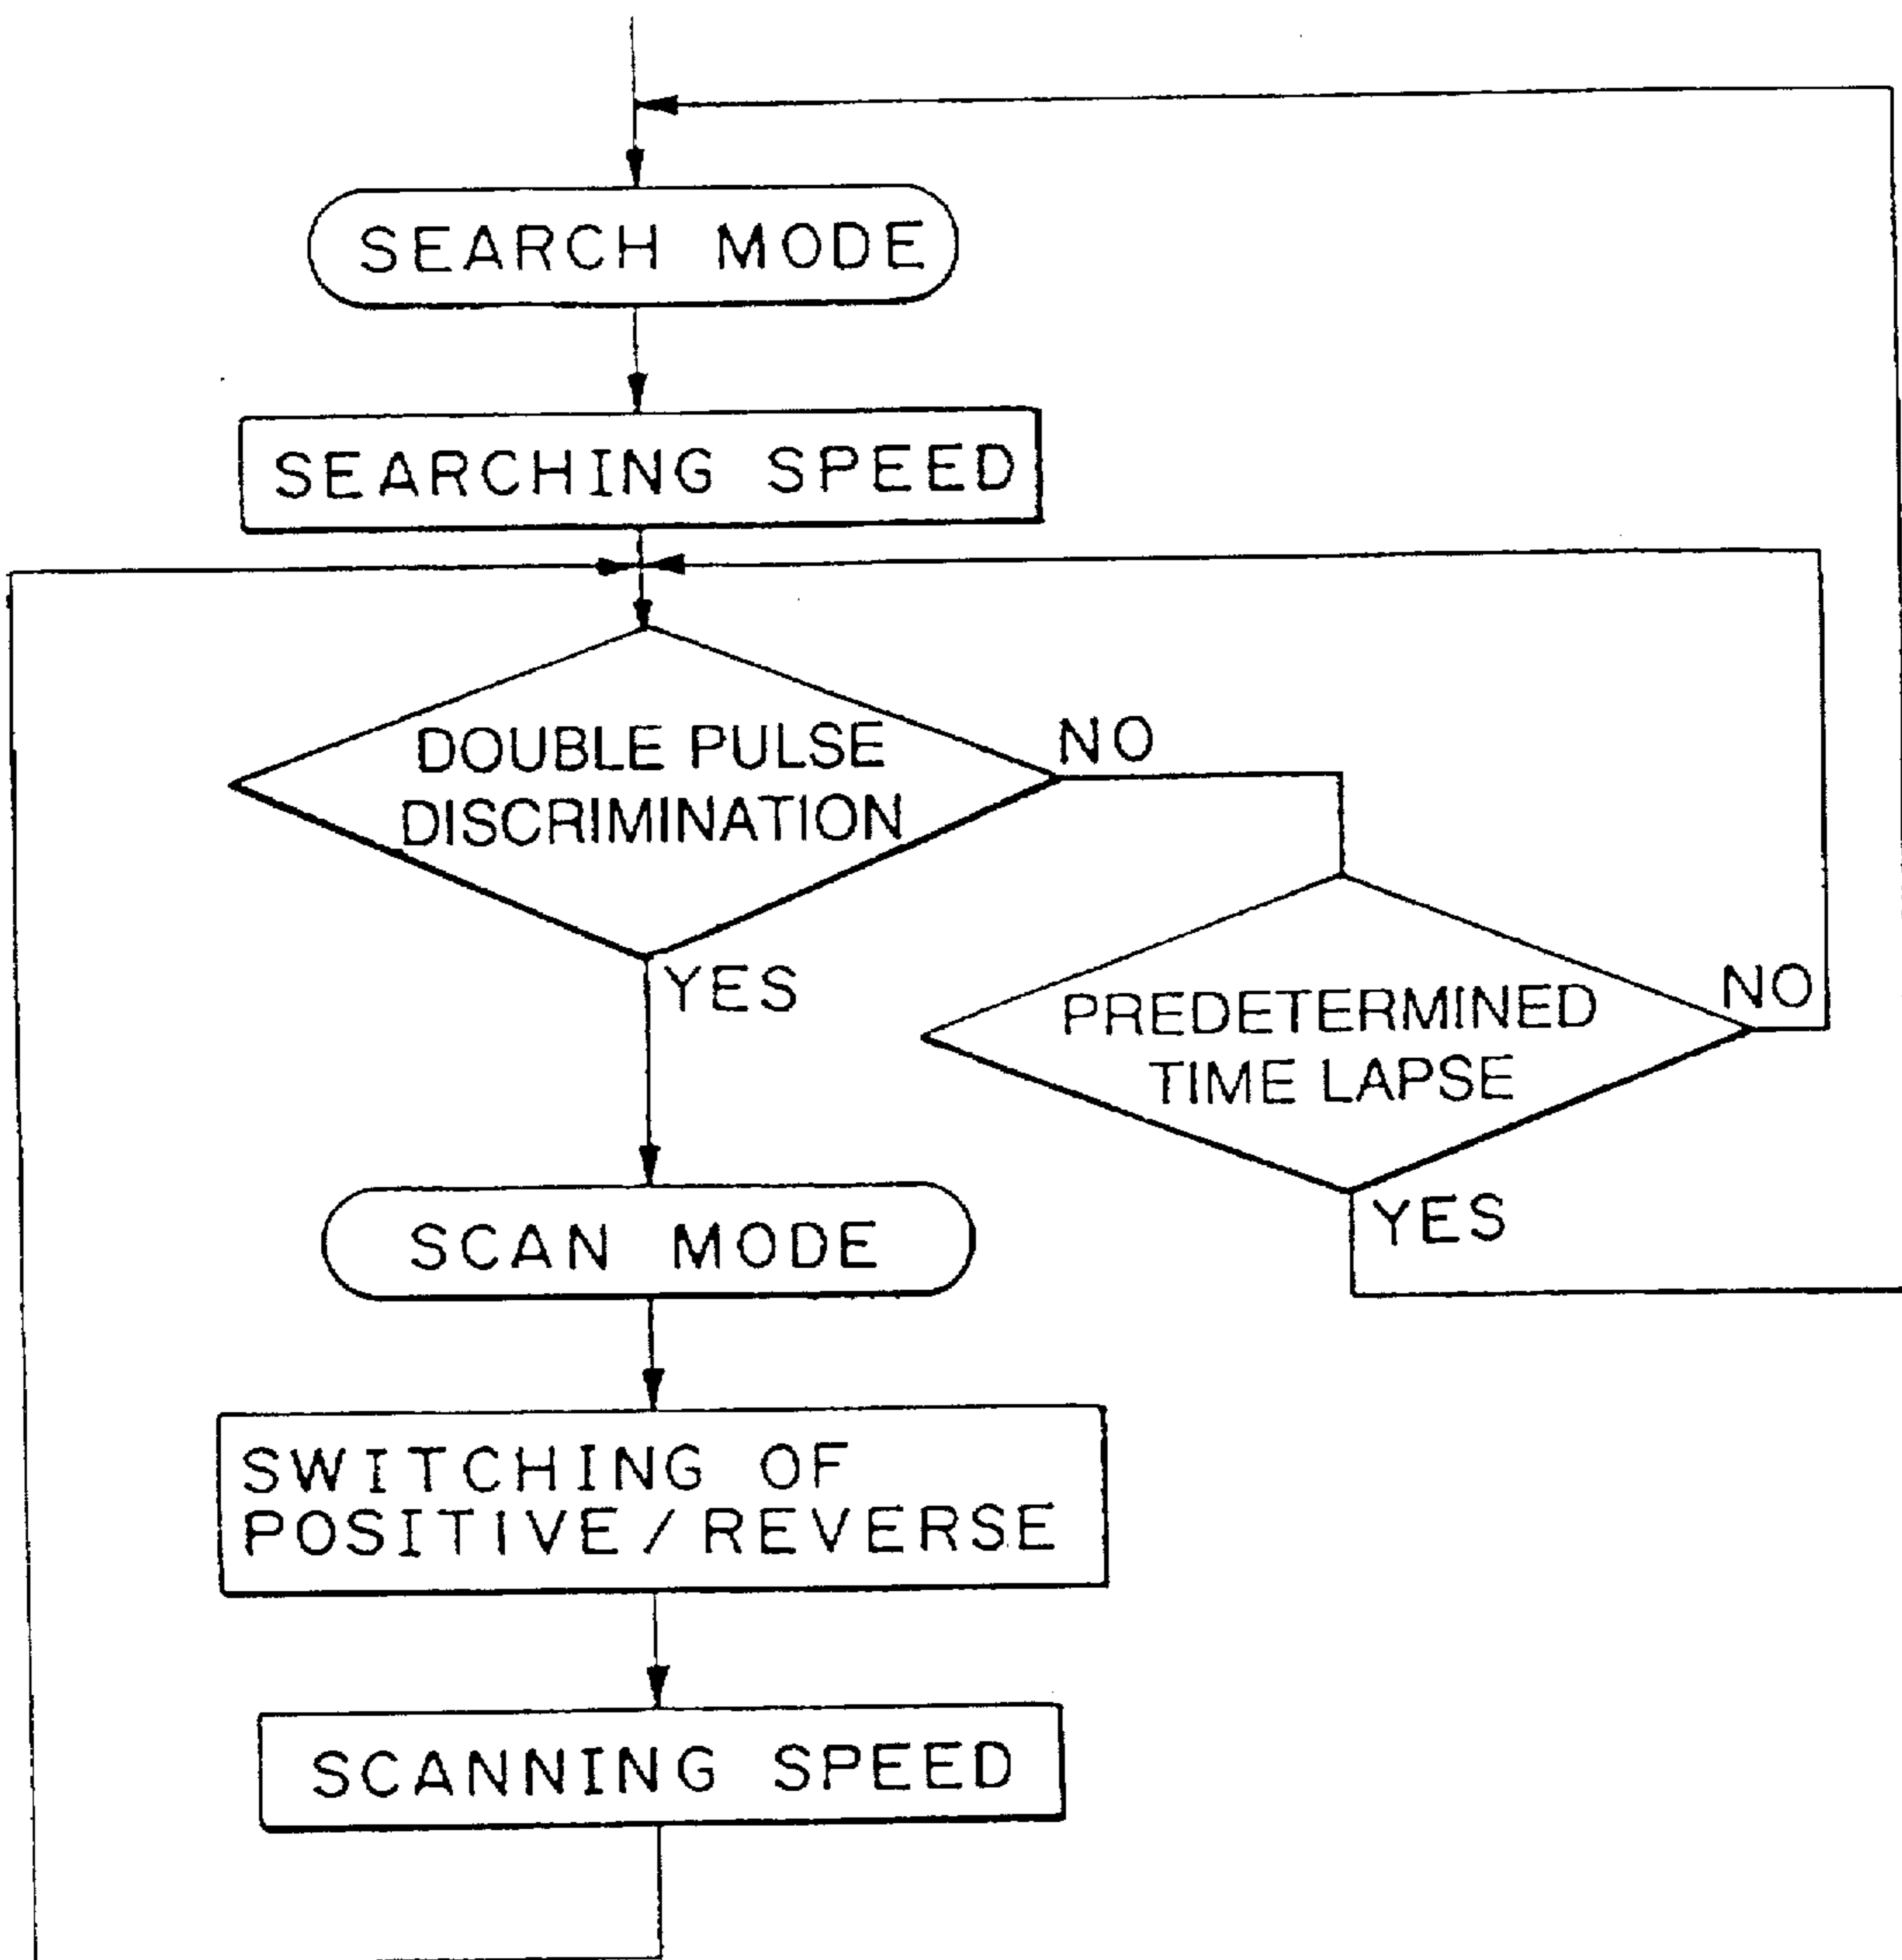 SEARCH MODE
SEARCHING SPEED
DOUBLE PULSE
DISCRIMINATION
NO
YES
PREDETERMINED
TIME LAPSE
NO
YES
SCAN MODE
SWITCHING OF
POSITIVE/REVERSE
SCANNING SPEED